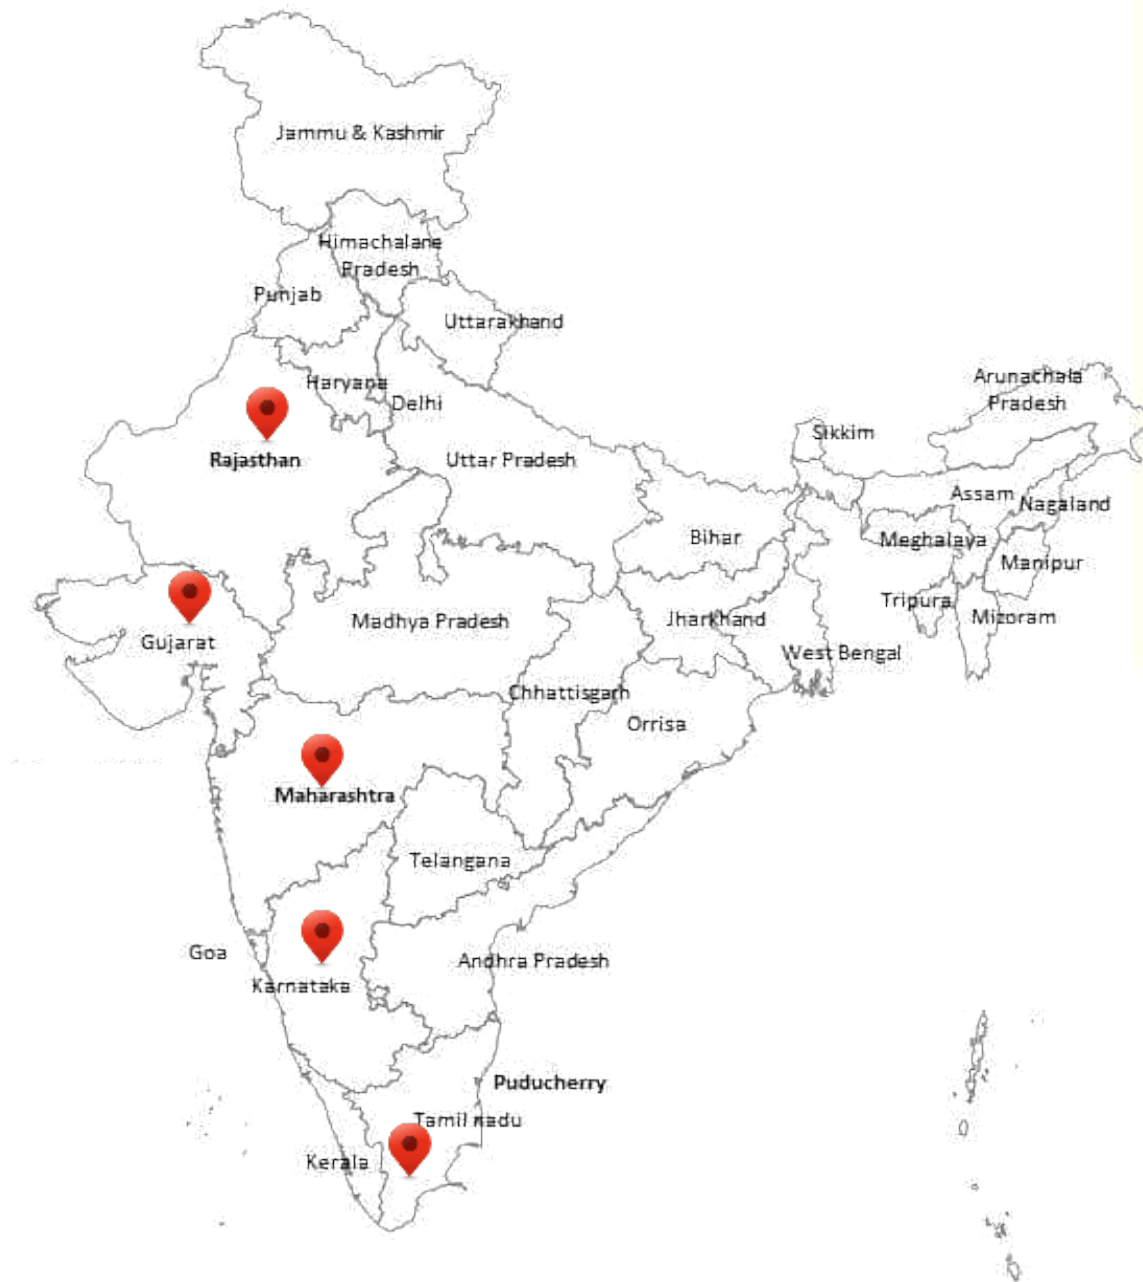 Jammu & Kashmir
Himachalane
Pradesh
Punjab
Uttarakhand
Haryana
Delhi
Arunachala
Pradesh
Sikkim
Rajasthan
Uttar Pradesh
Assam
Nagaland
Bihar
Meghalaya
Manipur
Tripura
Mizoram
Gujarat
Madhya Pradesh
Jharkhand
West Bengal
Chhattisgarh
Orrisa
Maharashtra
Telangana
Goa
Andhra Pradesh
Karnataka
Puducherry
Tamil nadu
Kerala